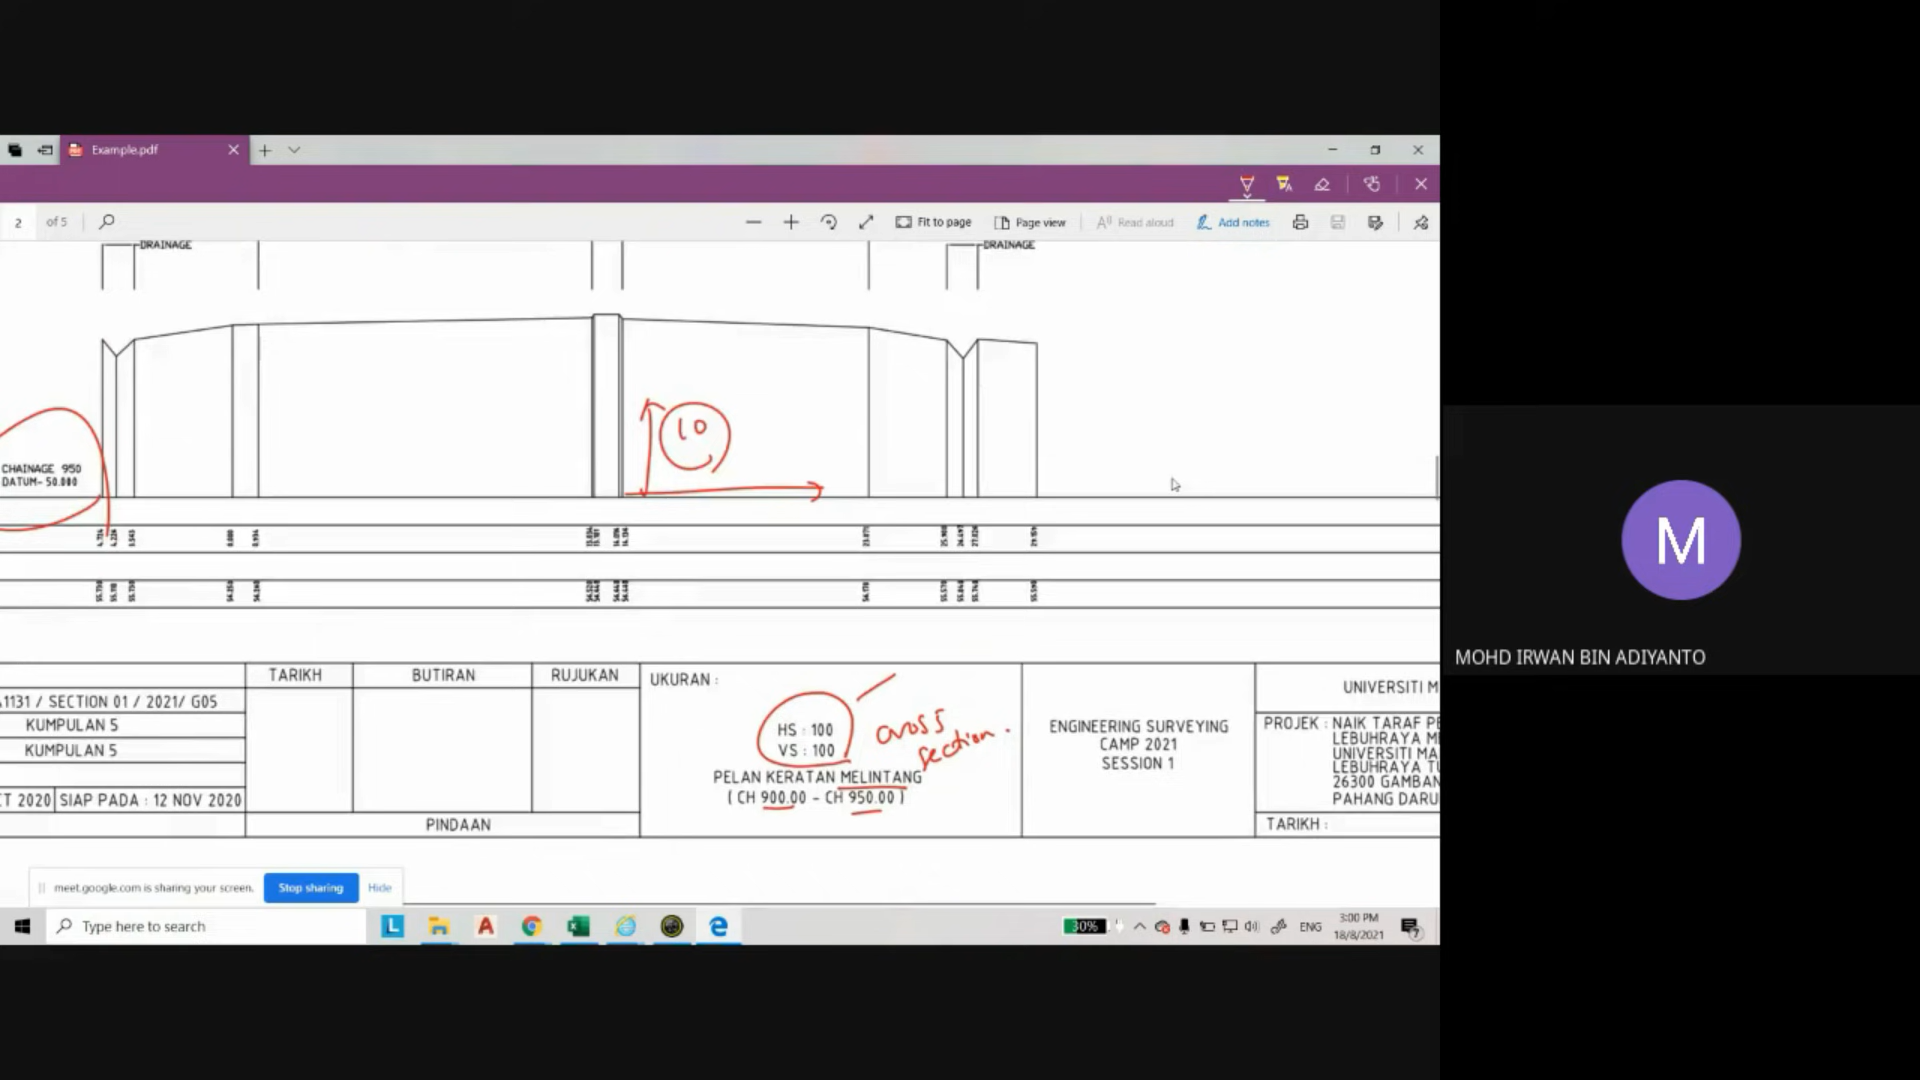 Example.pdf
2 of 5
Fit to page
Page view
Read aloud
Add notes
DRAINAGE
DRAINAGE
10
CHAINAGE 950
DATUM- 50.000
TARIKH
BUTIRAN
RUJUKAN
UKURAN :
UNIVERSITI M
1131 / SECTION 01 / 2021/ G05
KUMPULAN 5
KUMPULAN 5
HS : 100
VS : 100
cross
section.
PELAN KERATAN MELINTANG
( CH 900.00 - CH 950.00 )
ENGINEERING SURVEYING
CAMP 2021
SESSION 1
PROJEK : NAIK TARAF PE
LEBUHRAYA ME
UNIVERSITI MA
LEBUHRAYA TU
26300 GAMBAN
PAHANG DARU
T 2020
SIAP PADA : 12 NOV 2020
PINDAAN
TARIKH :
meet.google.com is sharing your screen.
Stop sharing
Hide
Type here to search
30%
ENG
3:00 PM
18/8/2021
7
M
MOHD IRWAN BIN ADIYANTO